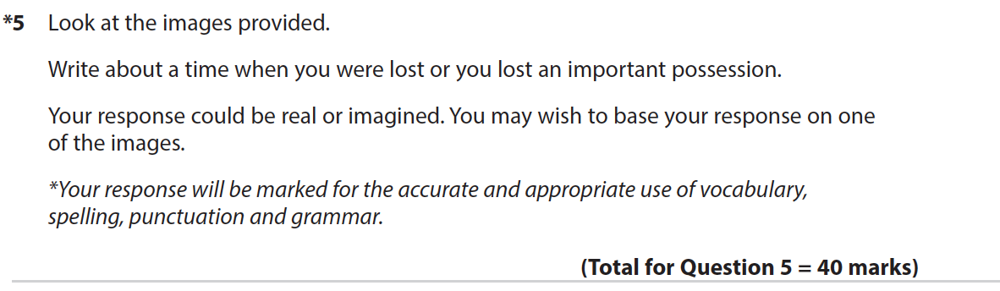 *5 Look at the images provided.
Write about a time when you were lost or you lost an important possession.
Your response could be real or imagined. You may wish to base your response on one
of the images.
*Your response will be marked for the accurate and appropriate use of vocabulary,
spelling, punctuation and grammar.
(Total for Question 5 = 40 marks)